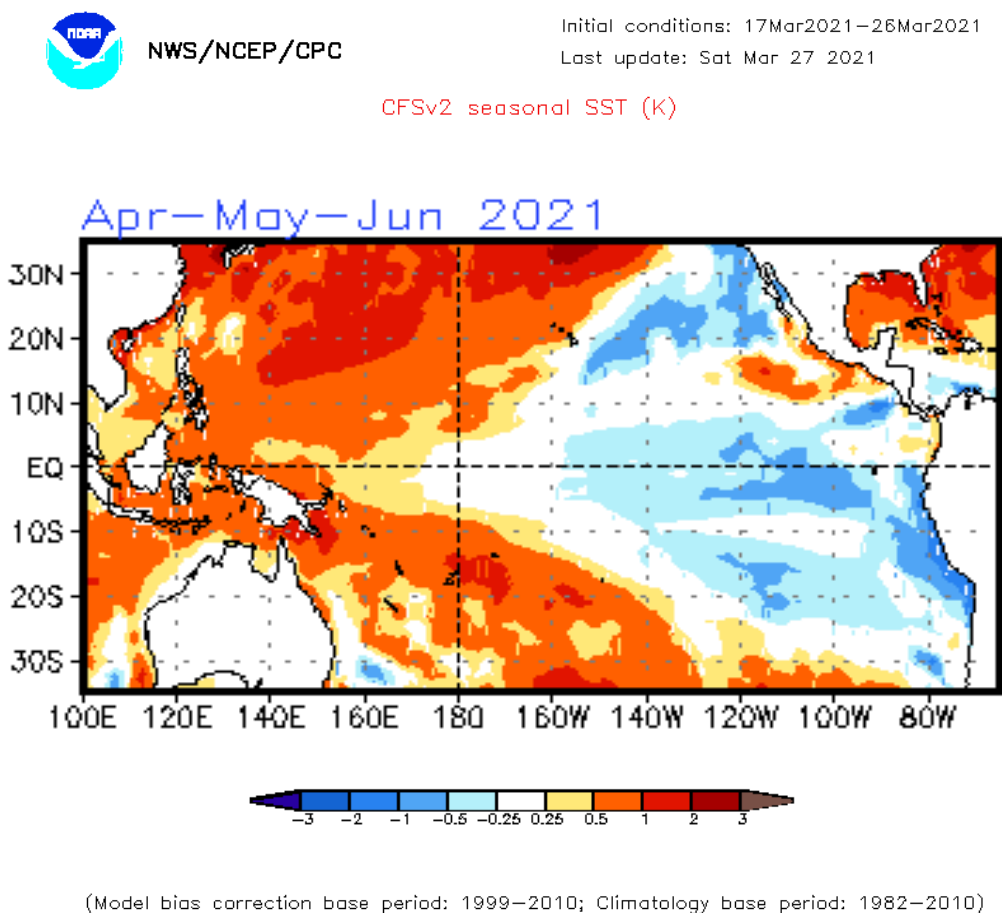 NOAA
NWS/NCEP/CPC
Initial conditions: 17Mar2021-26Mar2021
Last update: Sat Mar 27 2021
CFSv2 seasonal SST (K)
Apr-May-Jun 2021
30N
20N
10N
EQ
10S
20S
30S
100E 120E 140E 160E 180 160W 140W 120W 100W 80W
-3 -2 -1 -0.5 -0.25 0.25 0.5 1 2 3
(Model bias correction base period: 1999-2010; Climatology base period: 1982-2010)